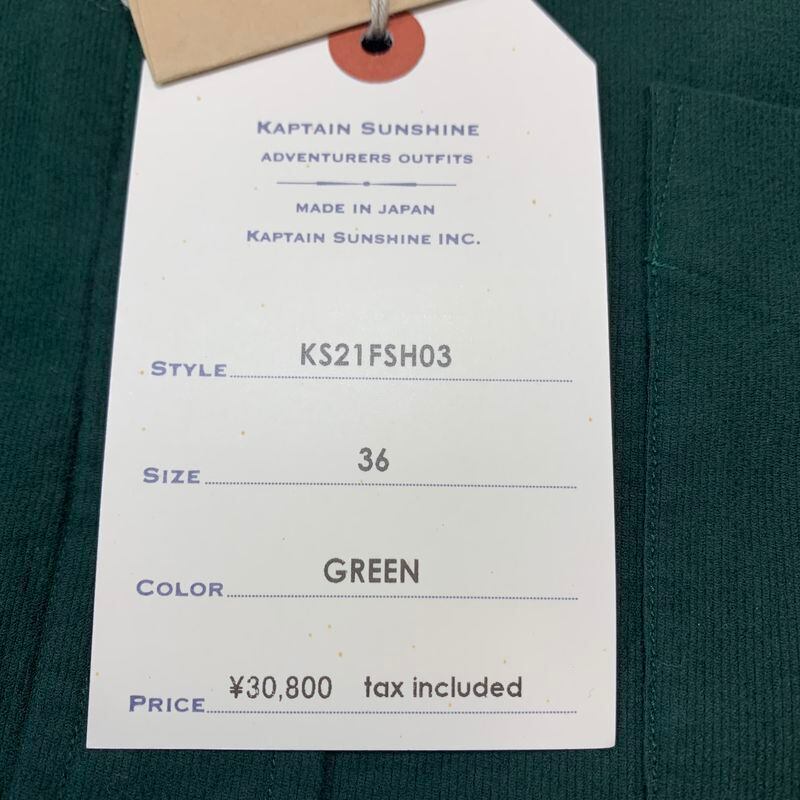 KAPTAIN SUNSHINE
ADVENTURERS OUTFITS
MADE IN JAPAN
KAPTAIN SUNSHINE INC.
STYLE KS21FSH03
SIZE 36
COLOR GREEN
PRICE ¥30,800 tax included